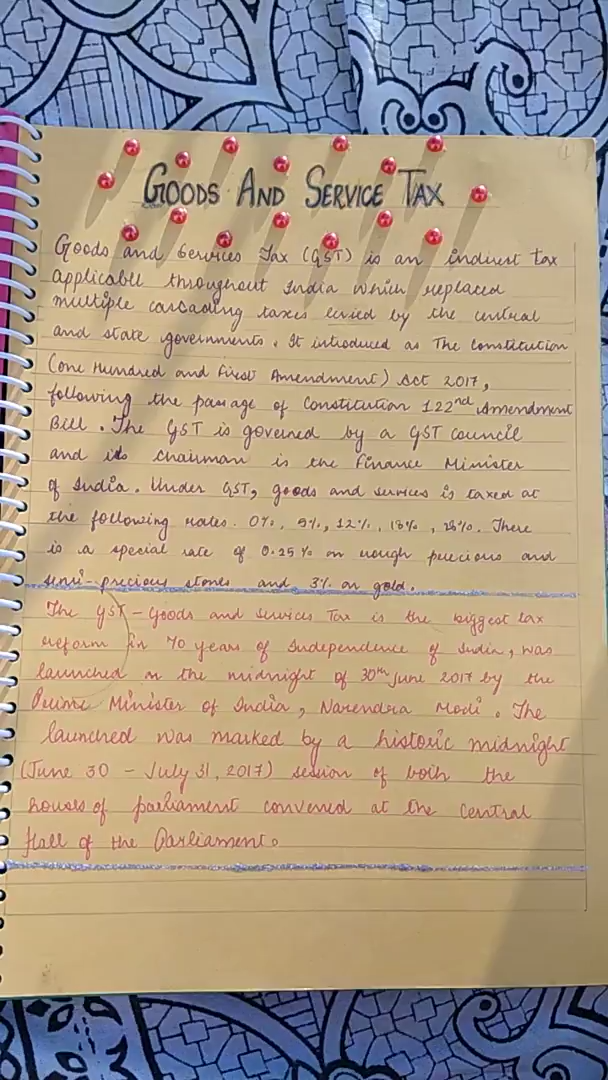 GOODS AND SERVICE TAX
Goods and Services Tax (GST) is an indirect tax
applicable throughout India which replaced
multiple cascading taxes levied by the central
and state governments. It introduced as The Constitution
(One Hundred and First Amendment) Act 2017,
following the passage of Constitution 122nd Amendment
Bill. The GST is governed by a GST Council
and its chairman is the Finance Minister
of India. Under GST, goods and services is taxed at
the following rates. 0%, 5%, 12%, 18%, 28%. There
is a special rate of 0.25% on rough precious and
semi-precious stones and 3% on gold.
The GST-Goods and Services Tax is the biggest tax
reform in 70 years of Independence of India, was
launched on the midnight of 30th June 2017 by the
Prime Minister of India, Narendra Modi. The
launched was marked by a historic midnight
(June 30 - July 31, 2017) session of both the
houses of parliament convened at the central
Hall of the Parliament.